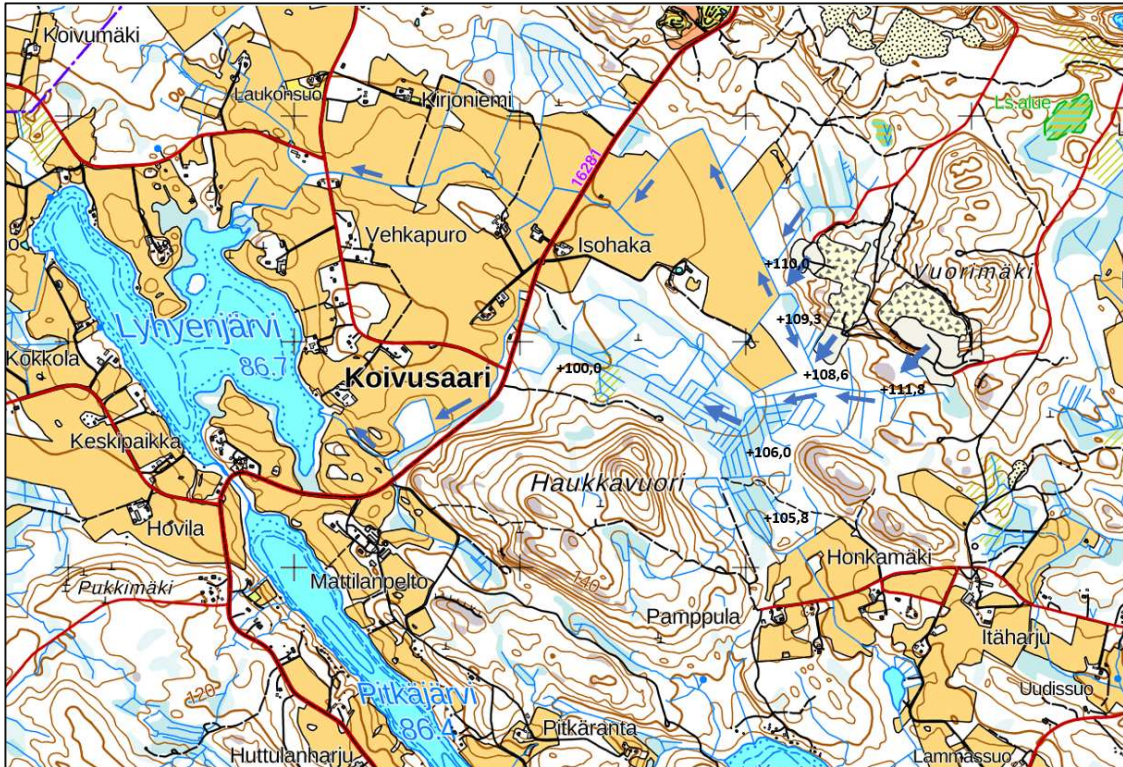 Koivumäki
Laukonsuo
Kirjoniemi
Ls.alue
16281
Vehkapuro
Isohaka
+110,0
Vuorimäki
+109,3
Lyhyenjärvi
86.7
Kokkola
Koivusaari
+100,0
+108,6
+111,8
Keskipaikka
+106,0
Haukkavuori
Hovila
+105,8
Honkamäki
140
Pukkimäki
Mattilanpelto
Pamppula
Itäharju
120
Pitkäjärvi
86.4
Uudissuo
Pitkäranta
Huttulanharju
Lammassuo